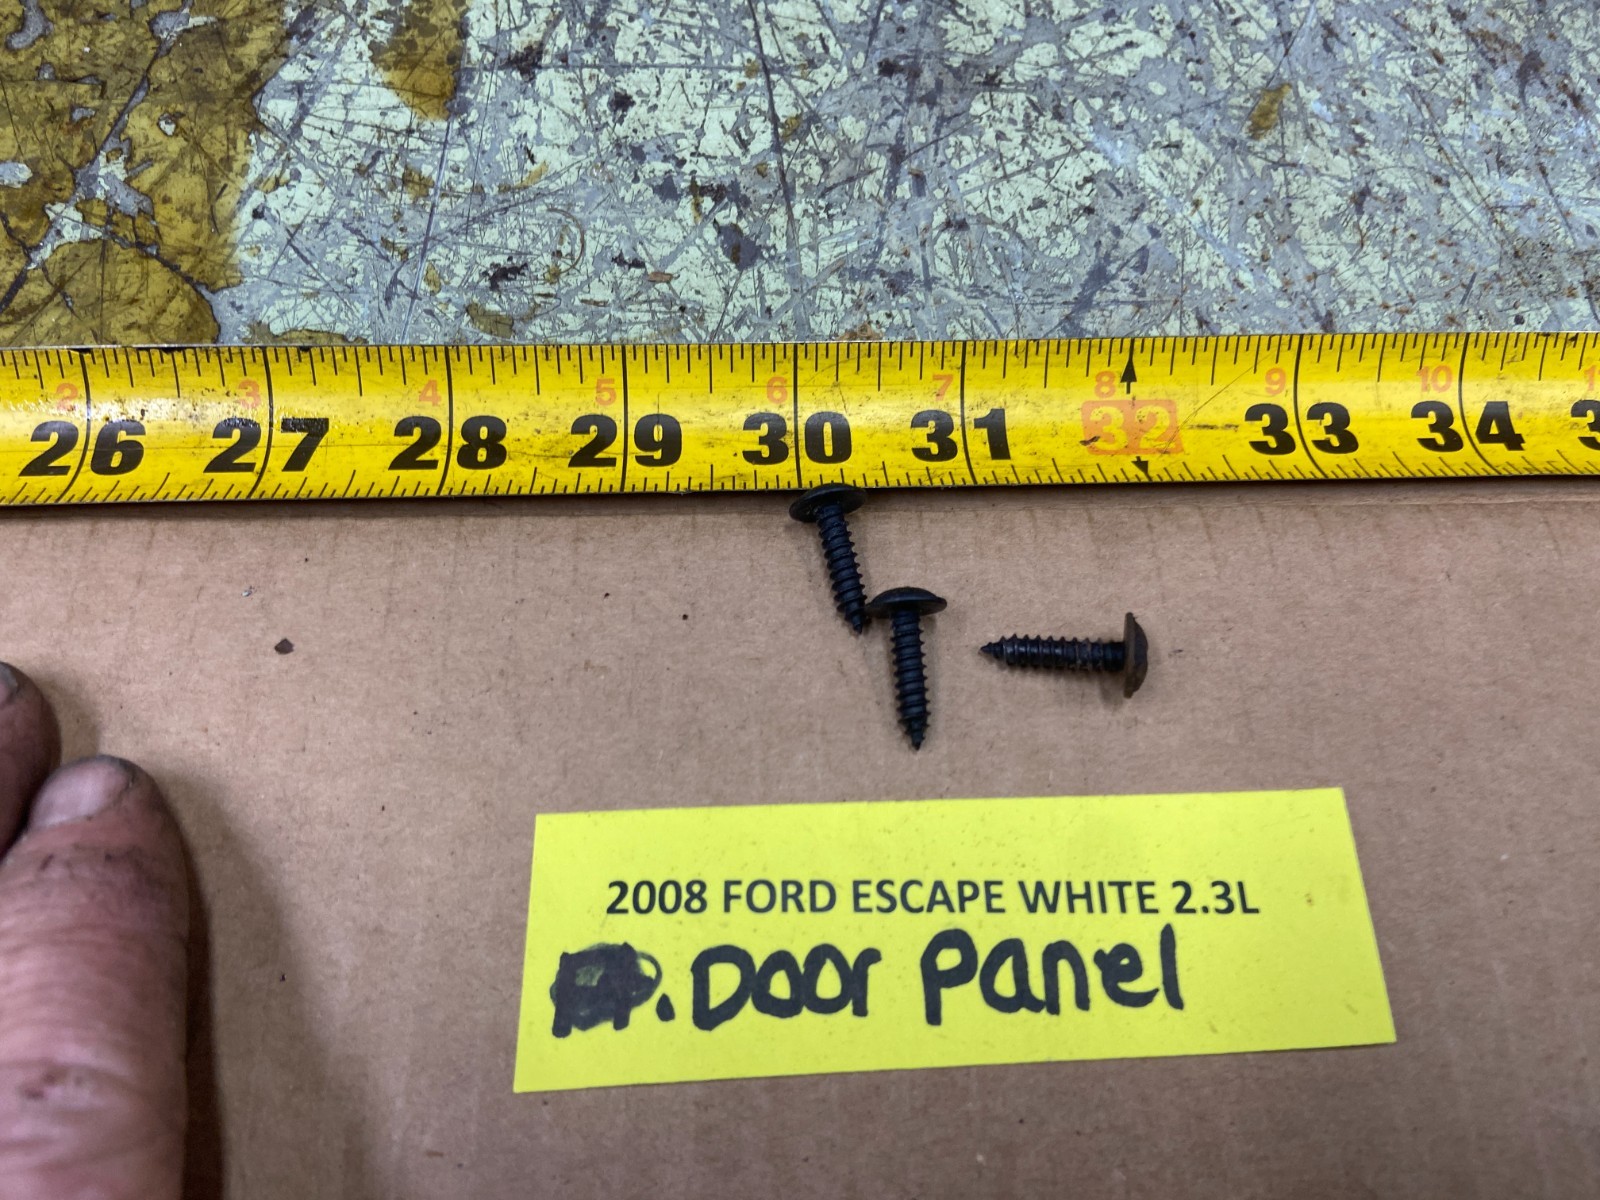 2 3 4 5 6 7 8 9 10
26 27 28 29 30 31 32 33 34
2008 FORD ESCAPE WHITE 2.3L
. Door Panel